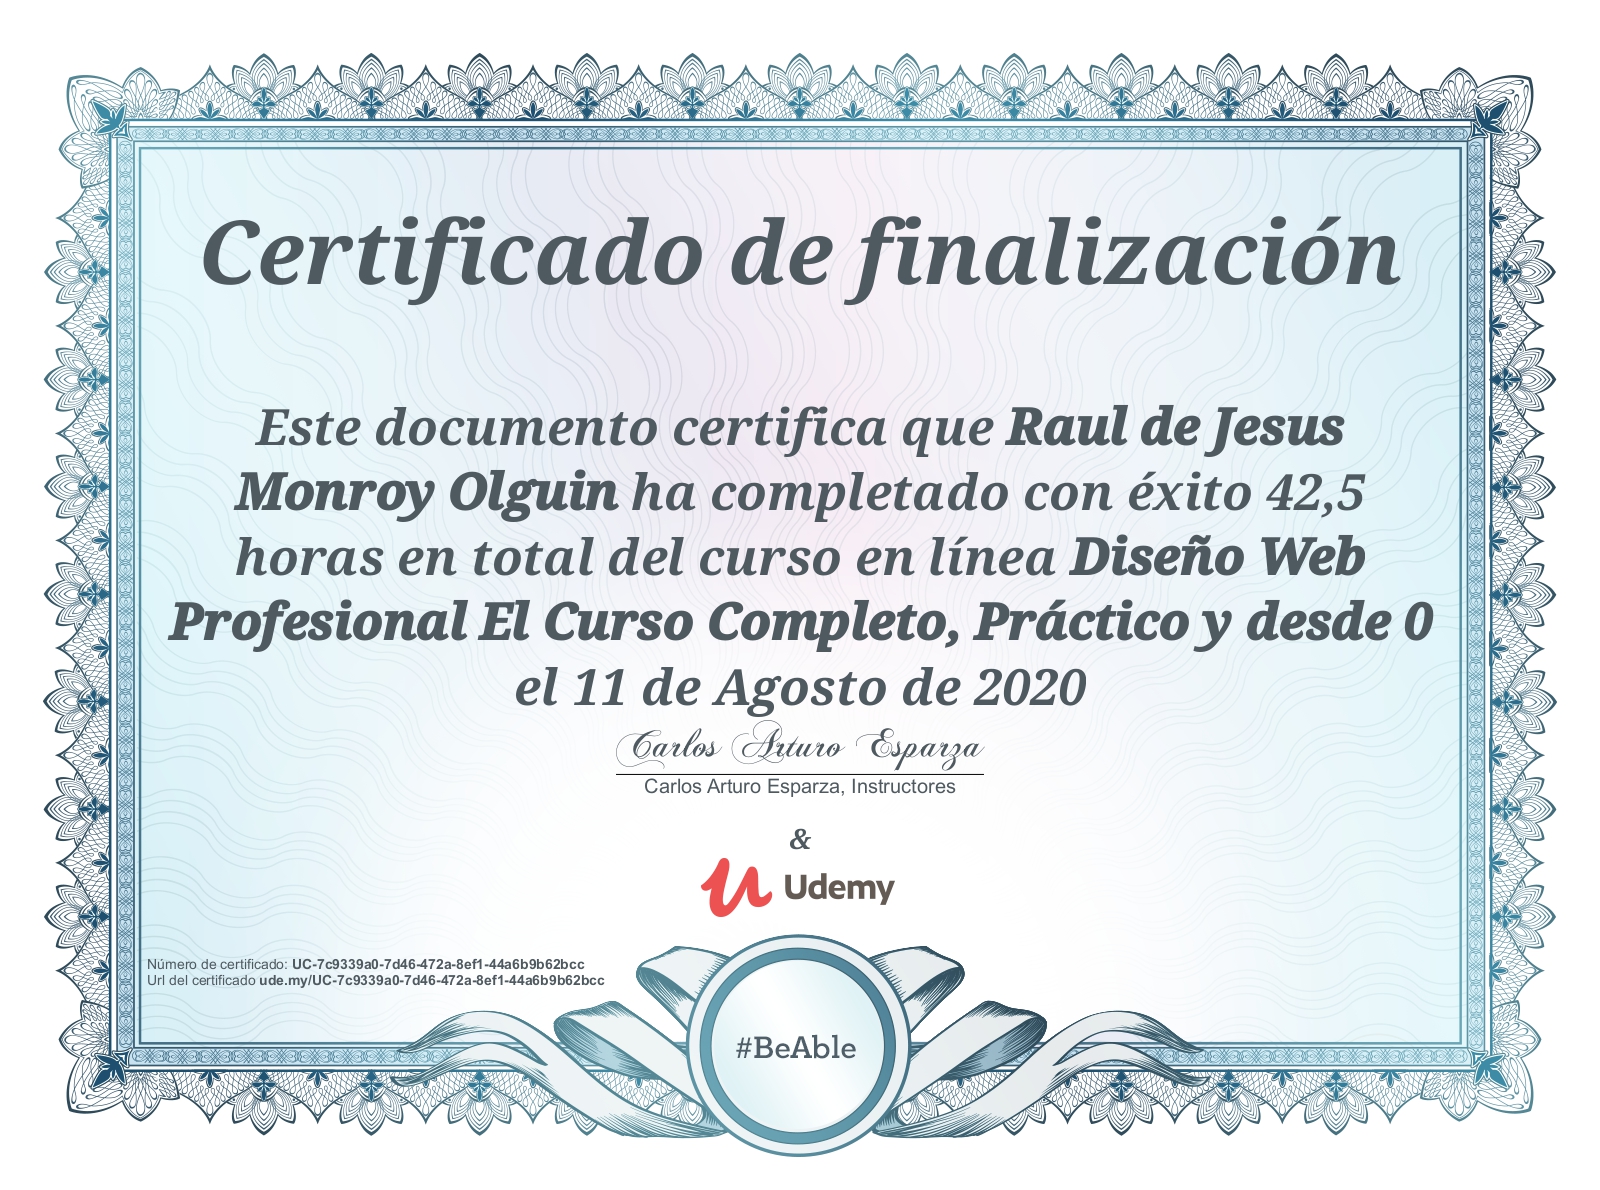 Certificado de finalización
Este documento certifica que Raul de Jesus
Monroy Olguin ha completado con éxito 42,5
horas en total del curso en línea Diseño Web
Profesional El Curso Completo, Práctico y desde 0
el 11 de Agosto de 2020
Carlos Arturo Esparza
Carlos Arturo Esparza, Instructores
&
Udemy
Número de certificado: UC-7c9339a0-7d46-472a-8ef1-44a6b9b62bcc
Url del certificado ude.my/UC-7c9339a0-7d46-472a-8ef1-44a6b9b62bcc
#BeAble